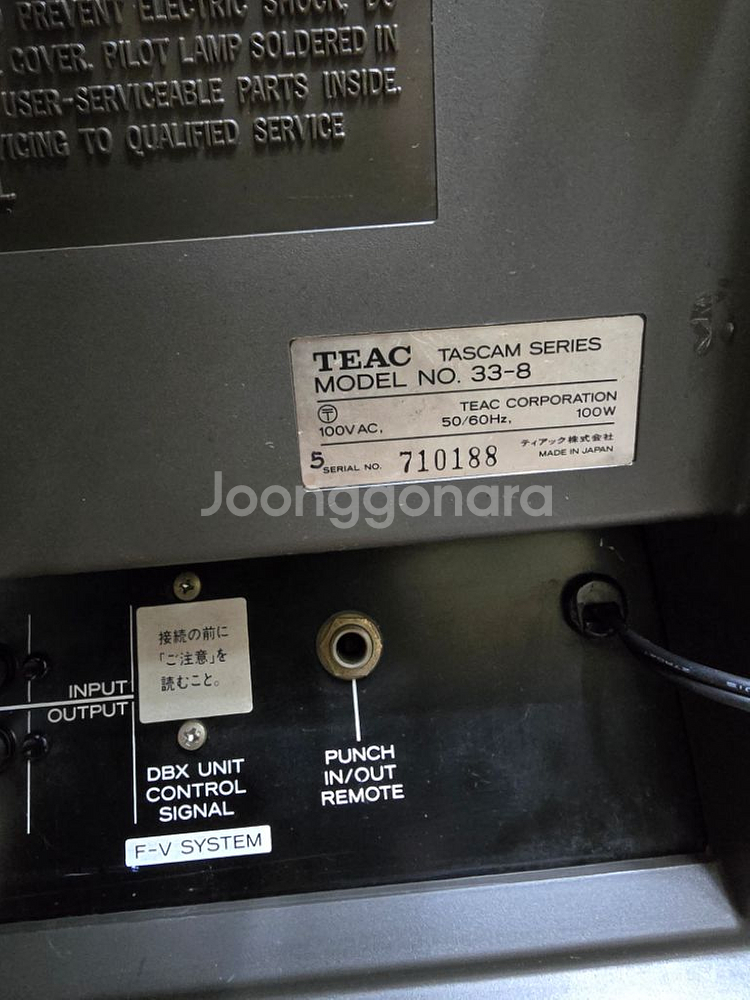 PREVENT ELECTRIC SHOCK, DO
COVER. PILOT LAMP SOLDERED IN
USER-SERVICEABLE PARTS INSIDE.
TO QUALIFIED SERVICE
TEAC TASCAM SERIES
MODEL NO. 33-8
〒 TEAC CORPORATION
100V AC, 50/60Hz, 100W
5 SERIAL NO. 710188 ティアック株式会社
MADE IN JAPAN
Joonggonara
接続の前に
「ご注意」を
読むこと。
INPUT
OUTPUT
DBX UNIT
CONTROL
SIGNAL
F-V SYSTEM
PUNCH
IN/OUT
REMOTE